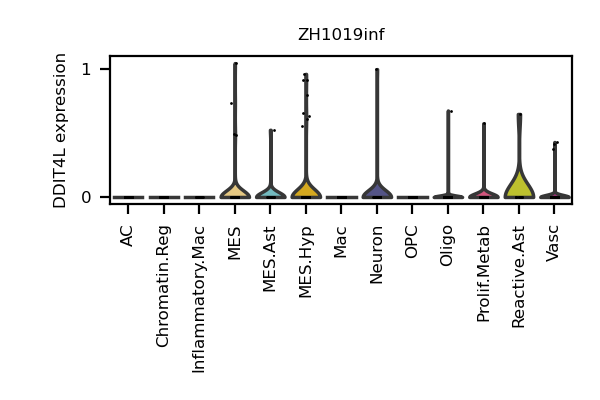 ZH1019inf
DDIT4L expression
1
0
AC
Chromatin.Reg
Inflammatory.Mac
MES
MES.Ast
MES.Hyp
Mac
Neuron
OPC
Oligo
Prolif.Metab
Reactive.Ast
Vasc